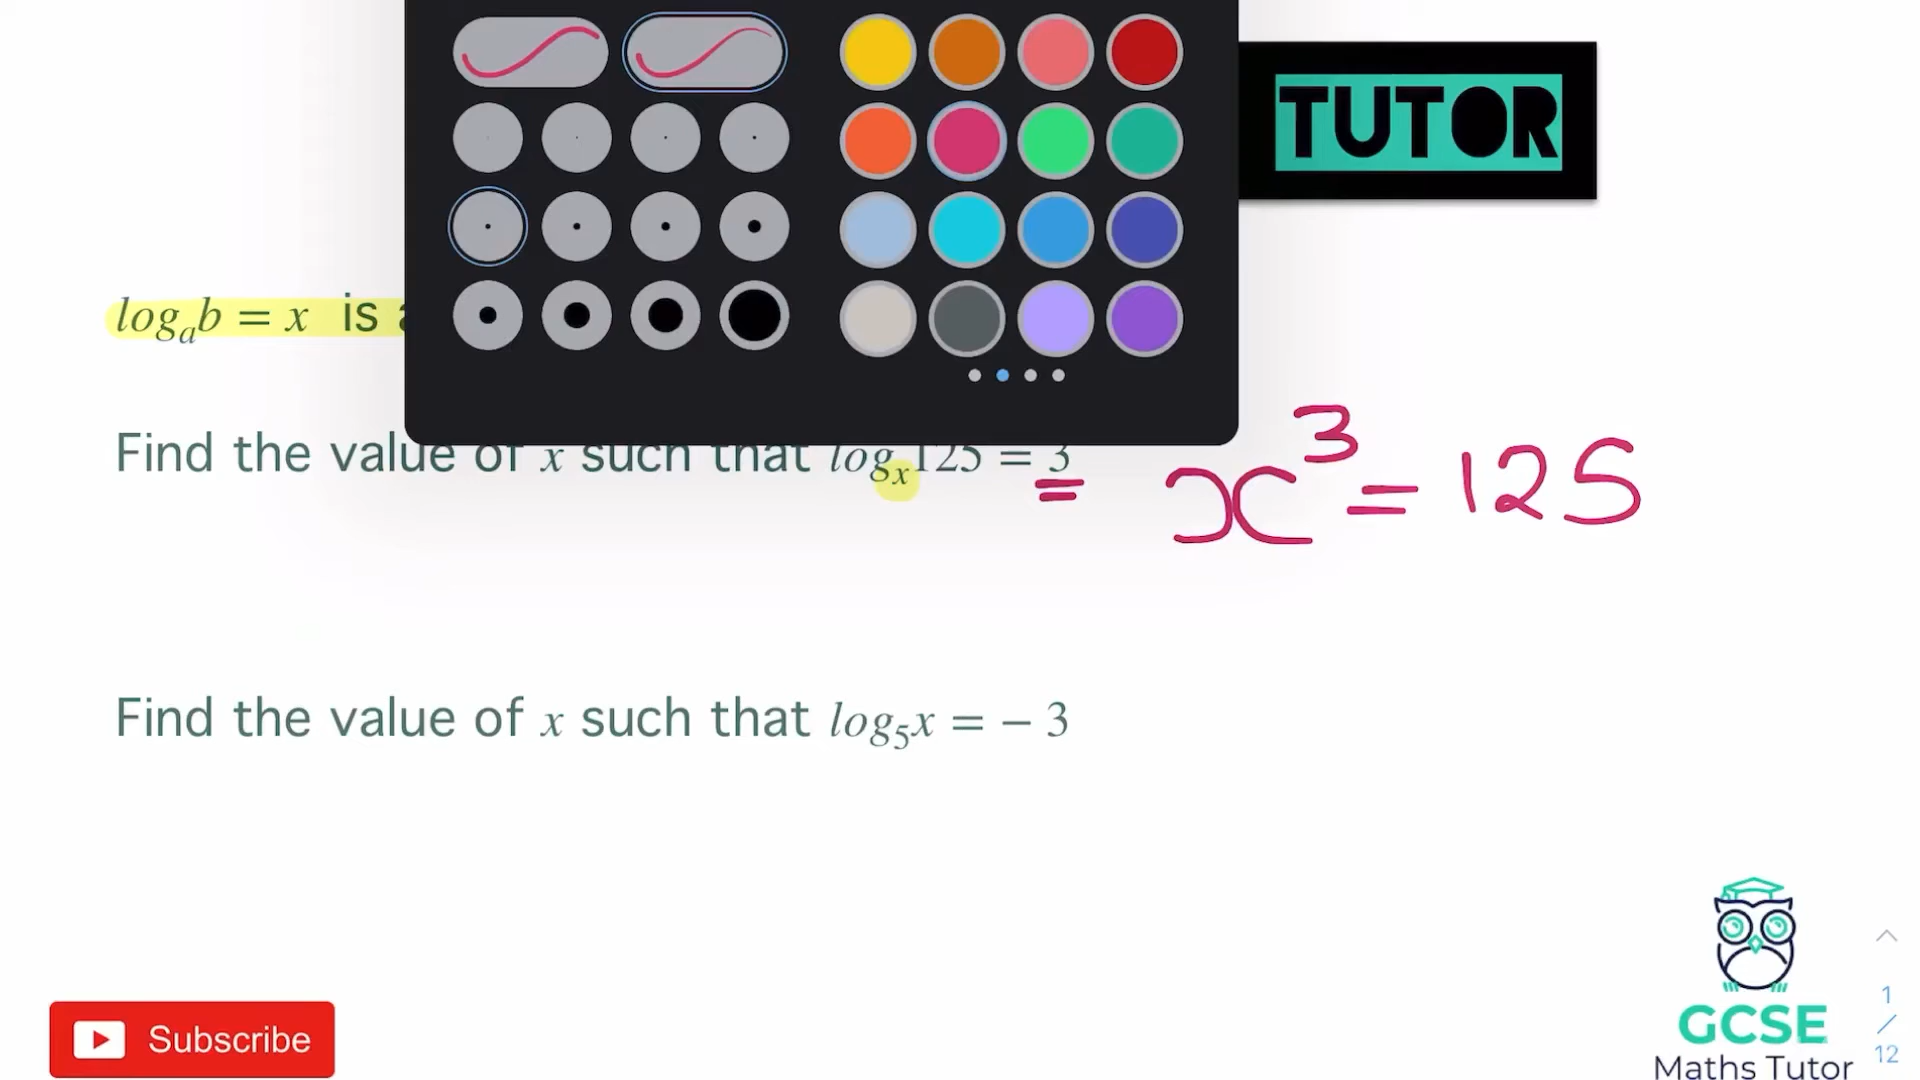 TUTOR
logₐb = x is
Find the value of x such that logₓ125 = 3 x³ = 125
=
Find the value of x such that log₅x = − 3
Subscribe
GCSE
Maths Tutor
1
/
12